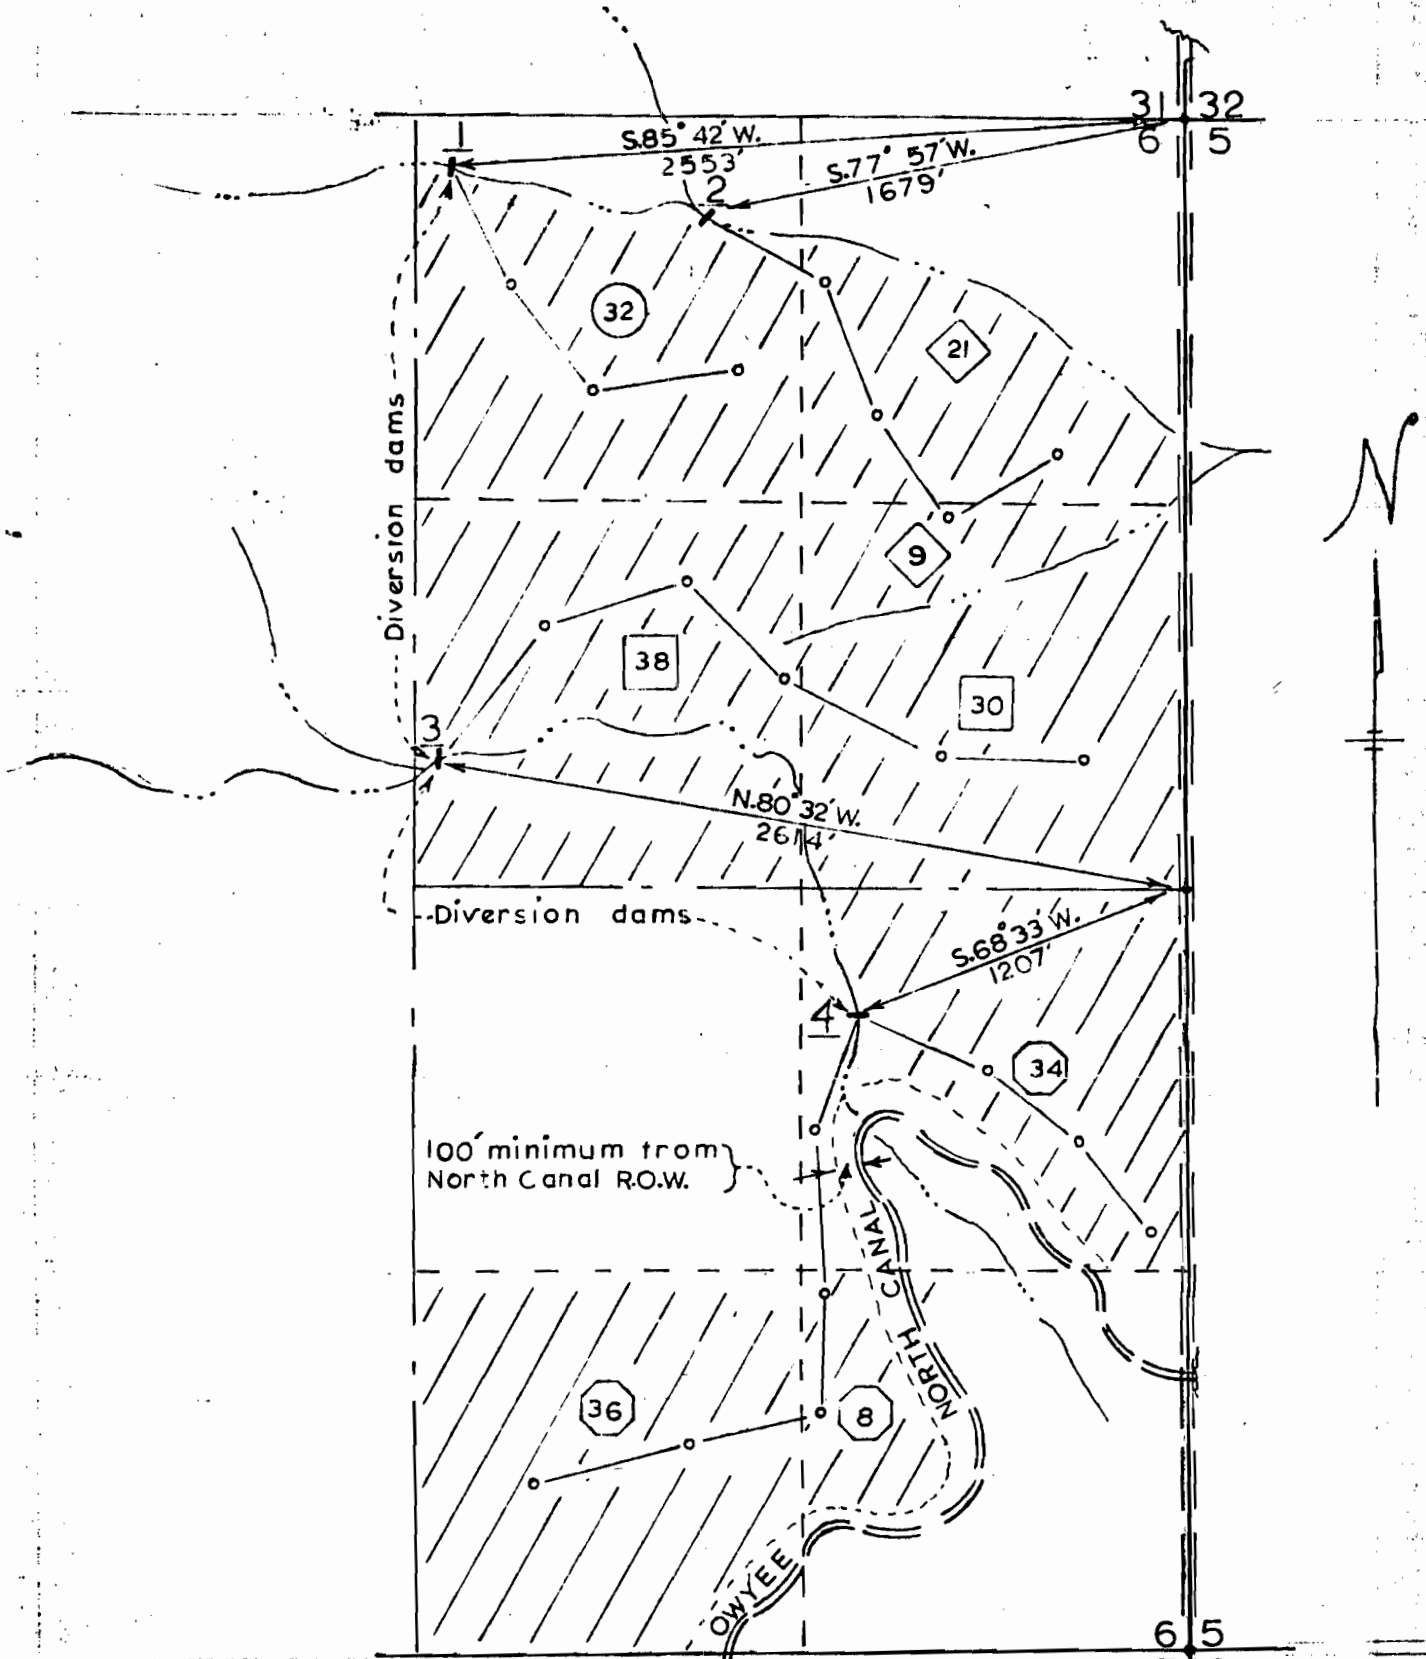 31 32
6 5
1
S.85° 42' W.
2553'
S.77° 57' W.
1679'
2
32
21
Diversion dams
9
38
30
N
3
N.80° 32' W.
2614'
Diversion dams
S.68° 33' W.
1207'
4
34
100' minimum from
North Canal R.O.W.
36
8
OWYEE NORTH CANAL
6 5